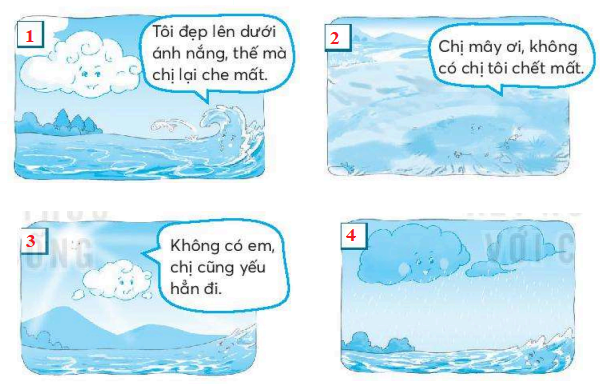 1
Tôi đẹp lên dưới
ánh nắng, thế mà
chị lại che mất.
2
Chị mây ơi, không
có chị tôi chết mất.
3
Không có em,
chị cũng yếu
hẳn đi.
4
VỚI C